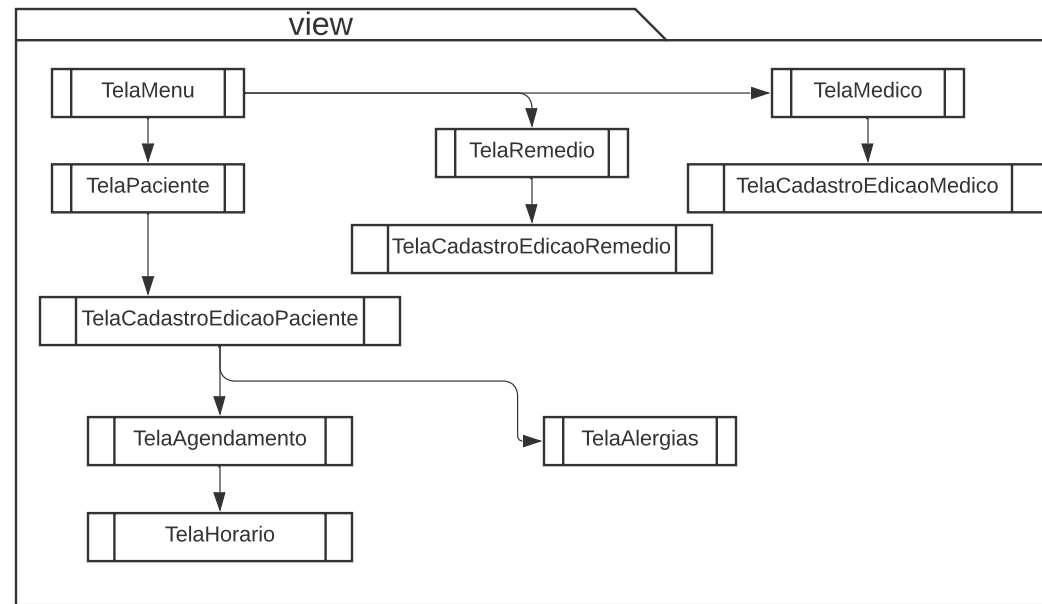 view
TelaMenu
TelaMedico
TelaRemedio
TelaPaciente
TelaCadastroEdicaoMedico
TelaCadastroEdicaoRemedio
TelaCadastroEdicaoPaciente
TelaAgendamento
TelaAlergias
TelaHorario